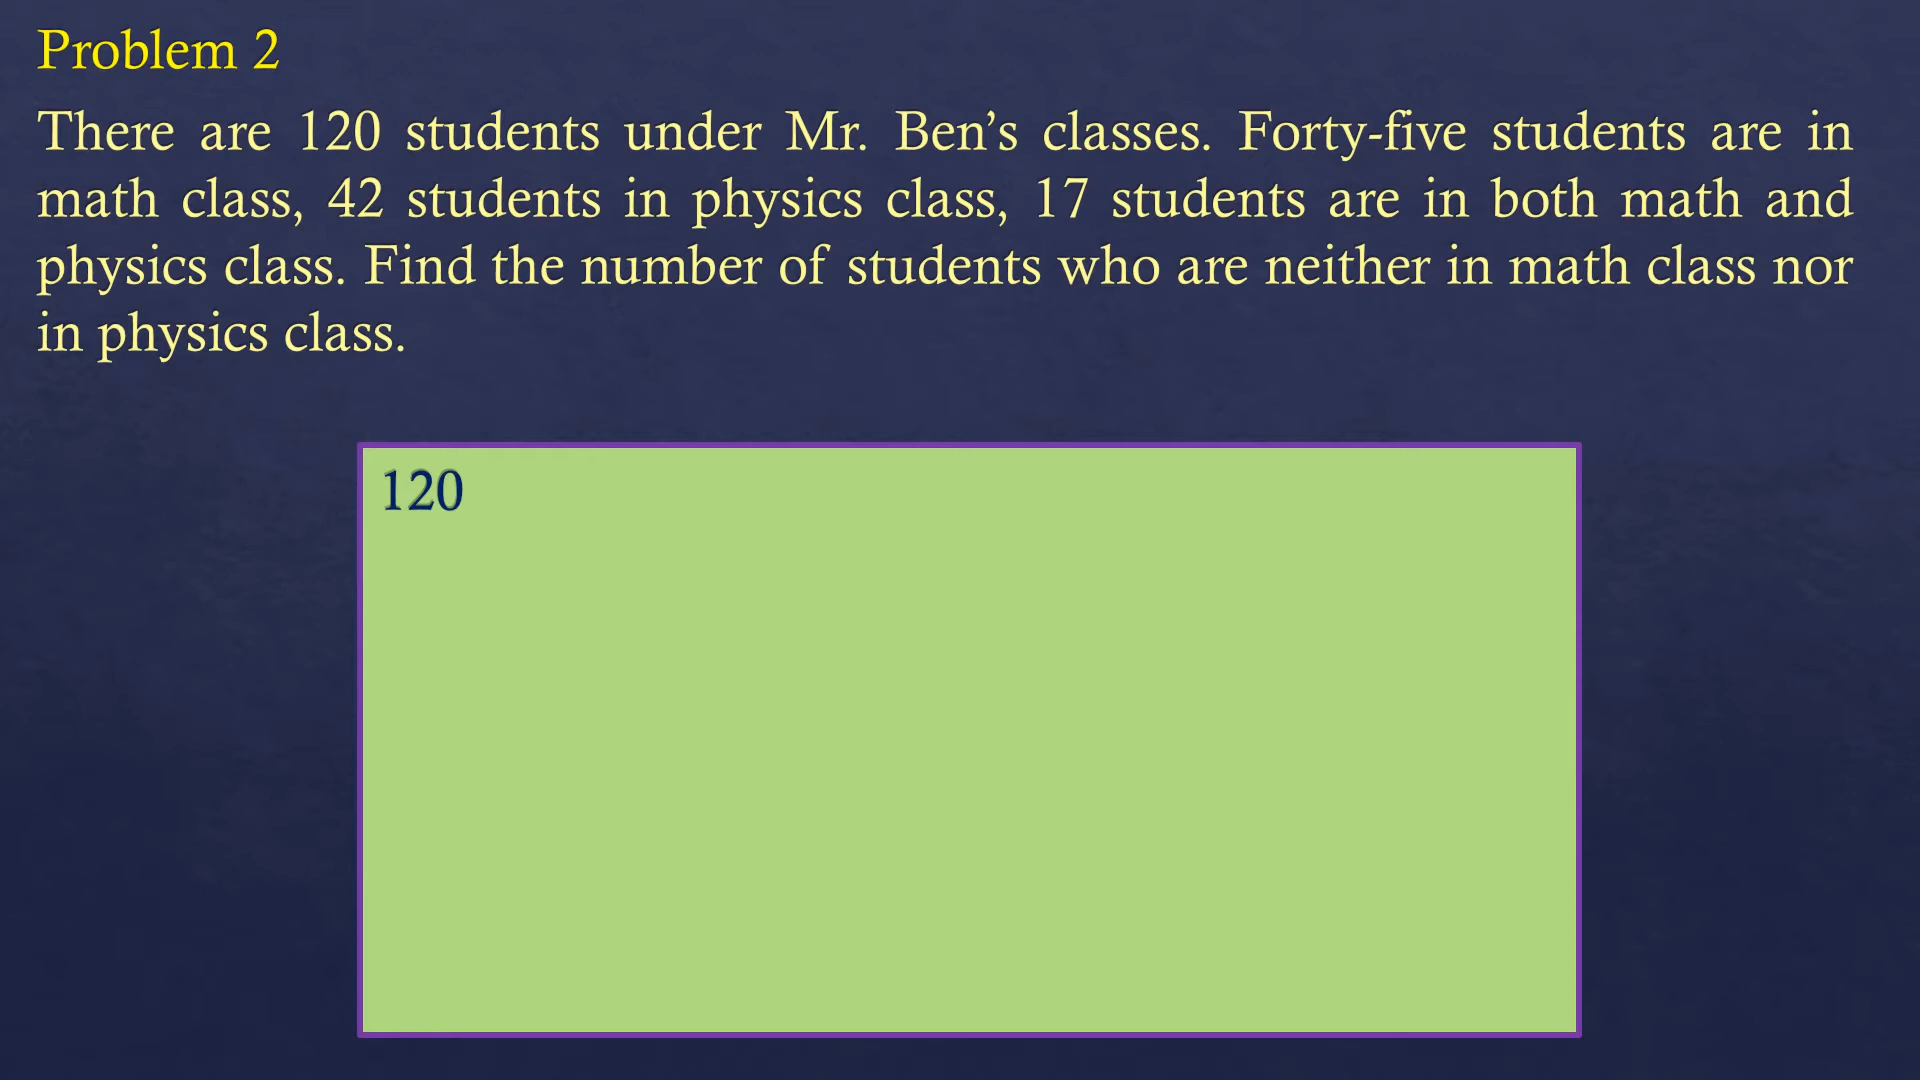 Problem 2
There are 120 students under Mr. Ben’s classes. Forty-five students are in
math class, 42 students in physics class, 17 students are in both math and
physics class. Find the number of students who are neither in math class nor
in physics class.
120